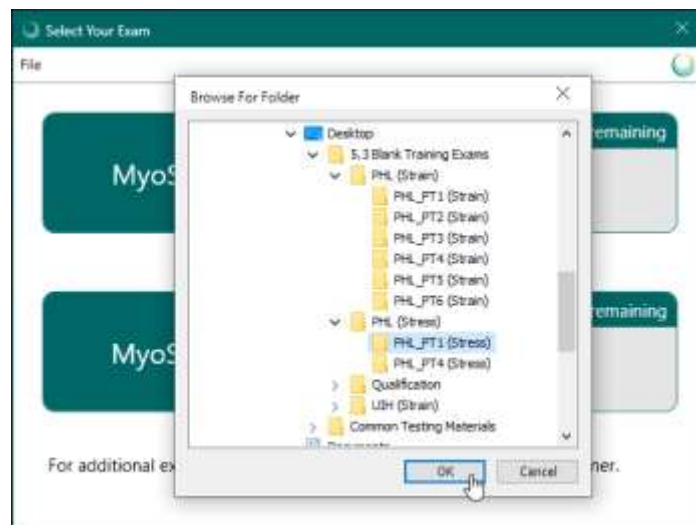 Select Your Exam
File
Browse For Folder
remaining
MyoS
Desktop
5.3 Blank Training Exams
PHL (Strain)
PHL_PT1 (Strain)
PHL_PT2 (Strain)
PHL_PT3 (Strain)
PHL_PT4 (Strain)
PHL_PT5 (Strain)
PHL_PT6 (Strain)
PHL (Stress)
PHL_PT1 (Stress)
PHL_PT4 (Stress)
Qualification
UIH (Strain)
Common Testing Materials
remaining
MyoS
For additional ex
ner.
OK
Cancel